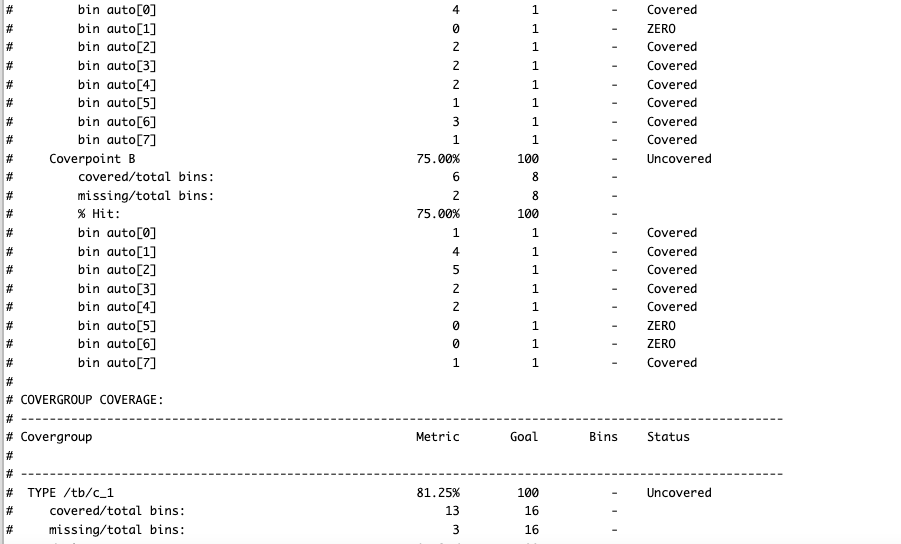 # bin auto[0] 4 1 - Covered
# bin auto[1] 0 1 - ZERO
# bin auto[2] 2 1 - Covered
# bin auto[3] 2 1 - Covered
# bin auto[4] 2 1 - Covered
# bin auto[5] 1 1 - Covered
# bin auto[6] 3 1 - Covered
# bin auto[7] 1 1 - Covered
# Coverpoint B 75.00% 100 - Uncovered
# covered/total bins: 6 8 -
# missing/total bins: 2 8 -
# % Hit: 75.00% 100 -
# bin auto[0] 1 1 - Covered
# bin auto[1] 4 1 - Covered
# bin auto[2] 5 1 - Covered
# bin auto[3] 2 1 - Covered
# bin auto[4] 2 1 - Covered
# bin auto[5] 0 1 - ZERO
# bin auto[6] 0 1 - ZERO
# bin auto[7] 1 1 - Covered
#
# COVERGROUP COVERAGE:
# ----------------------------------------------------------------------------------------------------------
# Covergroup Metric Goal Bins Status
#
# ----------------------------------------------------------------------------------------------------------
# TYPE /tb/c_1 81.25% 100 - Uncovered
# covered/total bins: 13 16 -
# missing/total bins: 3 16 -